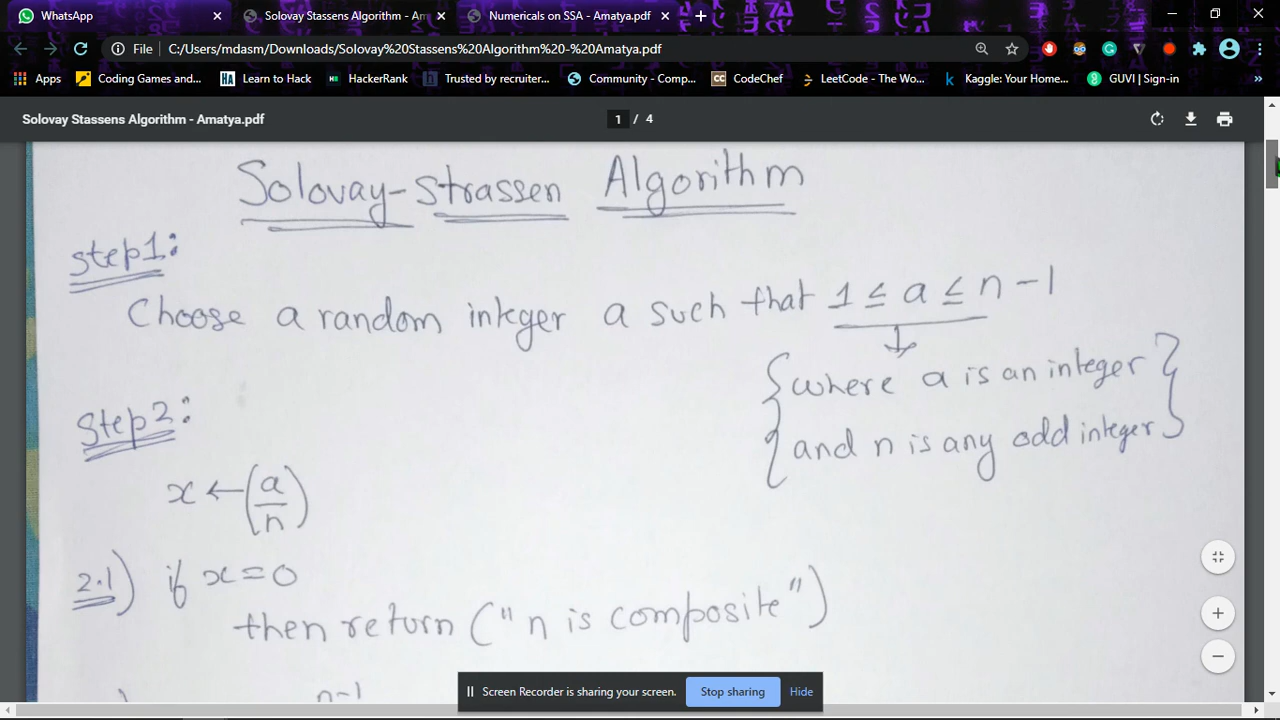 WhatsApp
Solovay Stassens Algorithm - Am
Numericals on SSA - Amatya.pdf
File C:/Users/mdasm/Downloads/Solovay%20Stassens%20Algorithm%20-%20Amatya.pdf
Apps Coding Games and... Learn to Hack HackerRank Trusted by recruiter... Community - Comp... CodeChef LeetCode - The Wo... Kaggle: Your Home... GUVI | Sign-in »
Solovay Stassens Algorithm - Amatya.pdf 1 / 4
Solovay-Strassen Algorithm
Step1:
Choose a random integer a such that 1 ≤ a ≤ n-1
{where a is an integer
and n is any odd integer}
Step2:
x ← (a/n)
2.1) if x=0
then return ("n is composite")
n-1
Screen Recorder is sharing your screen. Stop sharing Hide